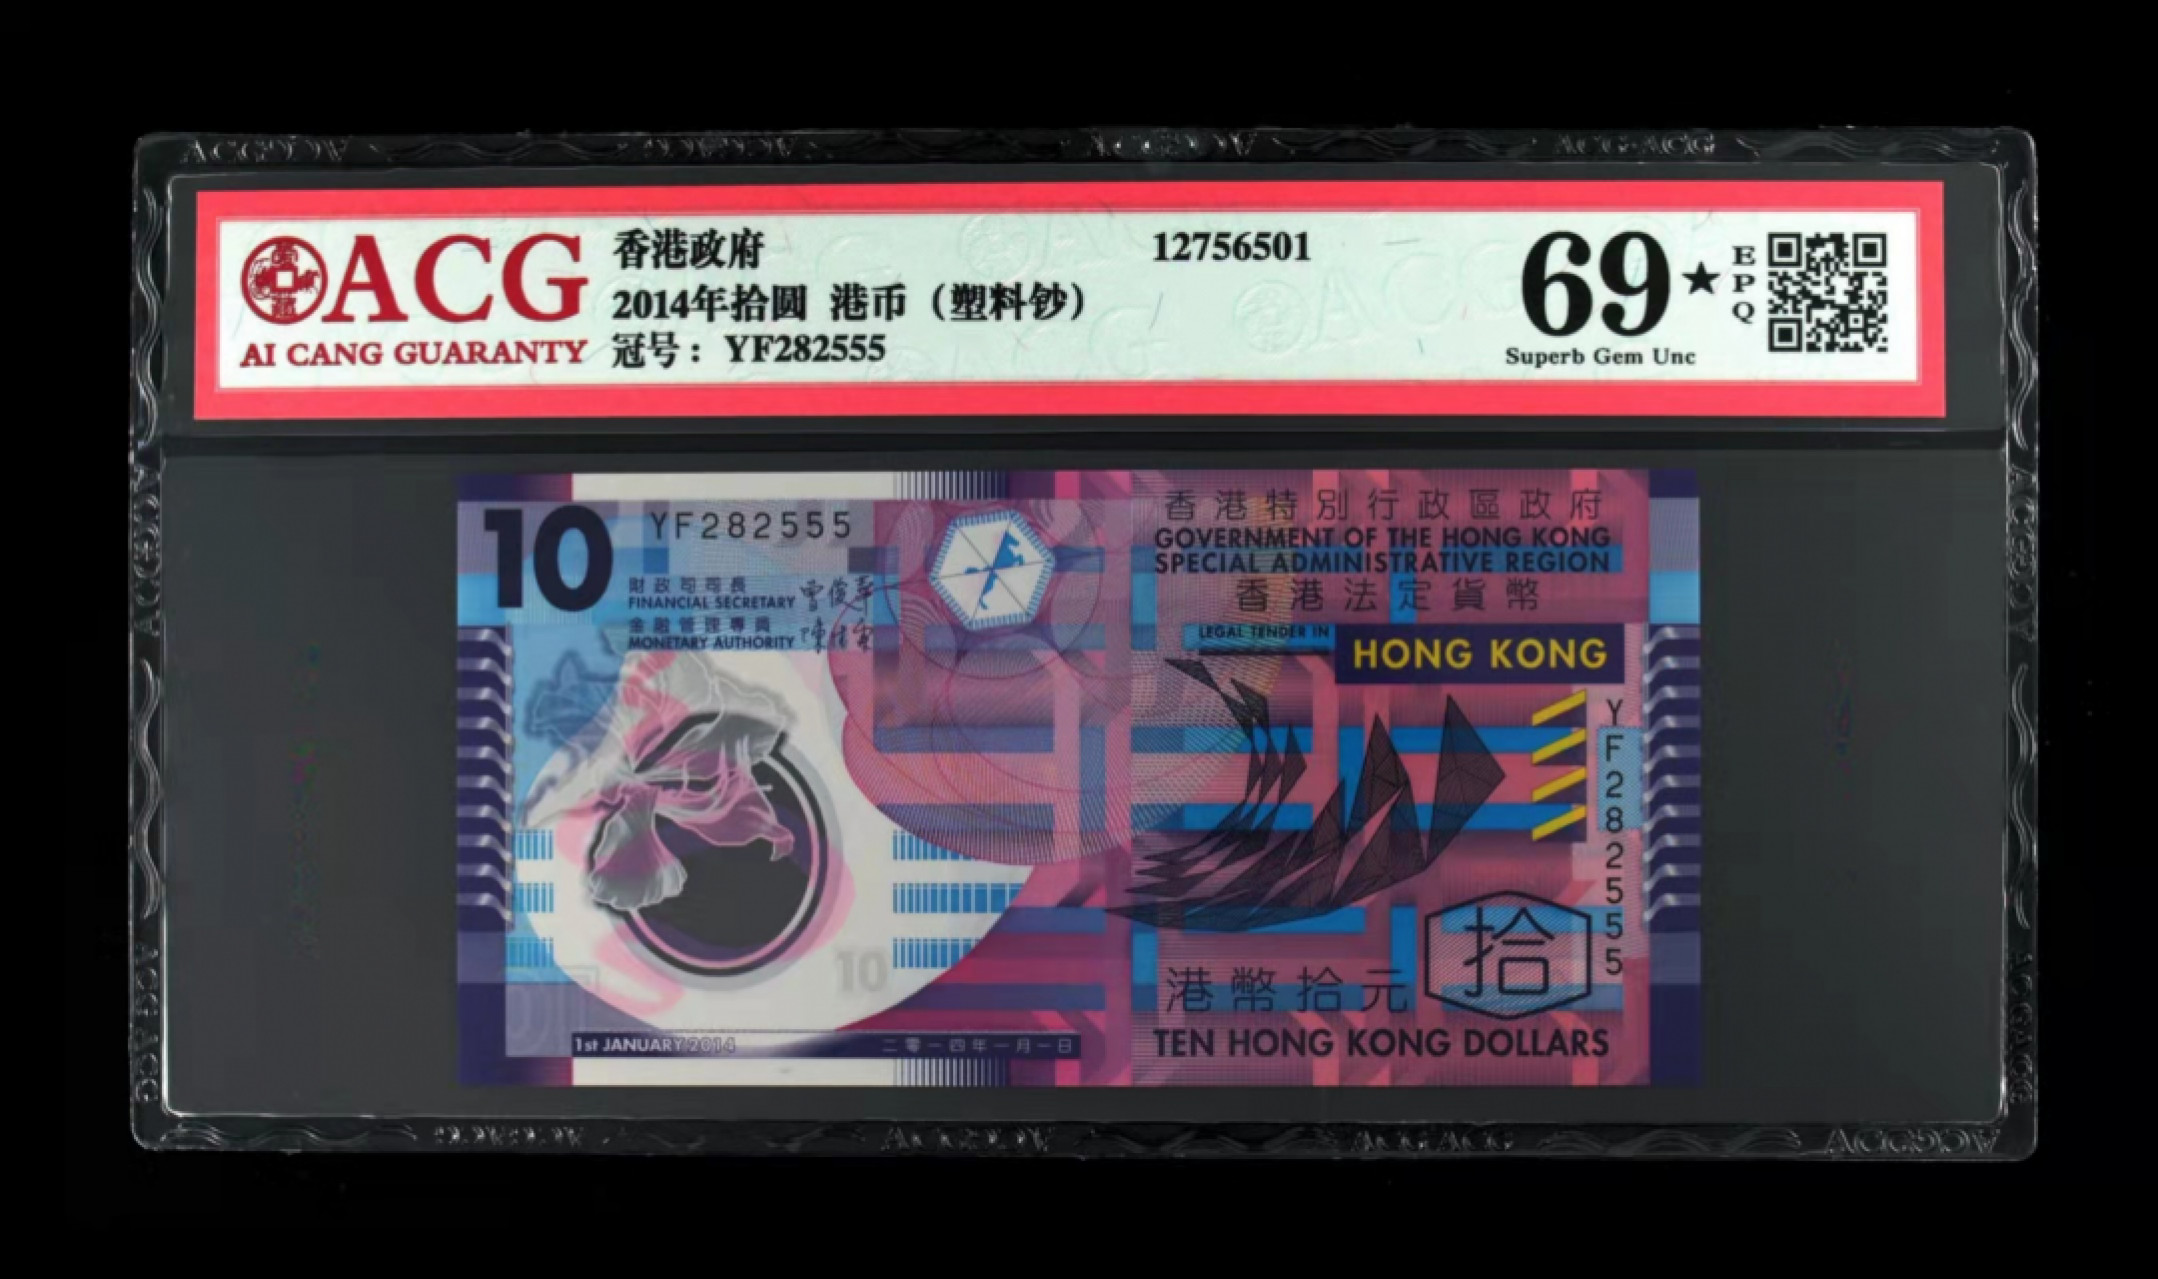 ACG
AI CANG GUARANTY
香港政府
2014年拾圆 港币（塑料钞）
冠号：YF282555
12756501
69★
EPQ
Superb Gem Unc
10
YF282555
財政司司長
FINANCIAL SECRETARY
金融管理專員
MONETARY AUTHORITY
香港特別行政區政府
GOVERNMENT OF THE HONG KONG
SPECIAL ADMINISTRATIVE REGION
香港法定貨幣
LEGAL TENDER IN
HONG KONG
YF282555
10
拾
港幣拾元
TEN HONG KONG DOLLARS
1st JANUARY 2014
二零一四年一月一日